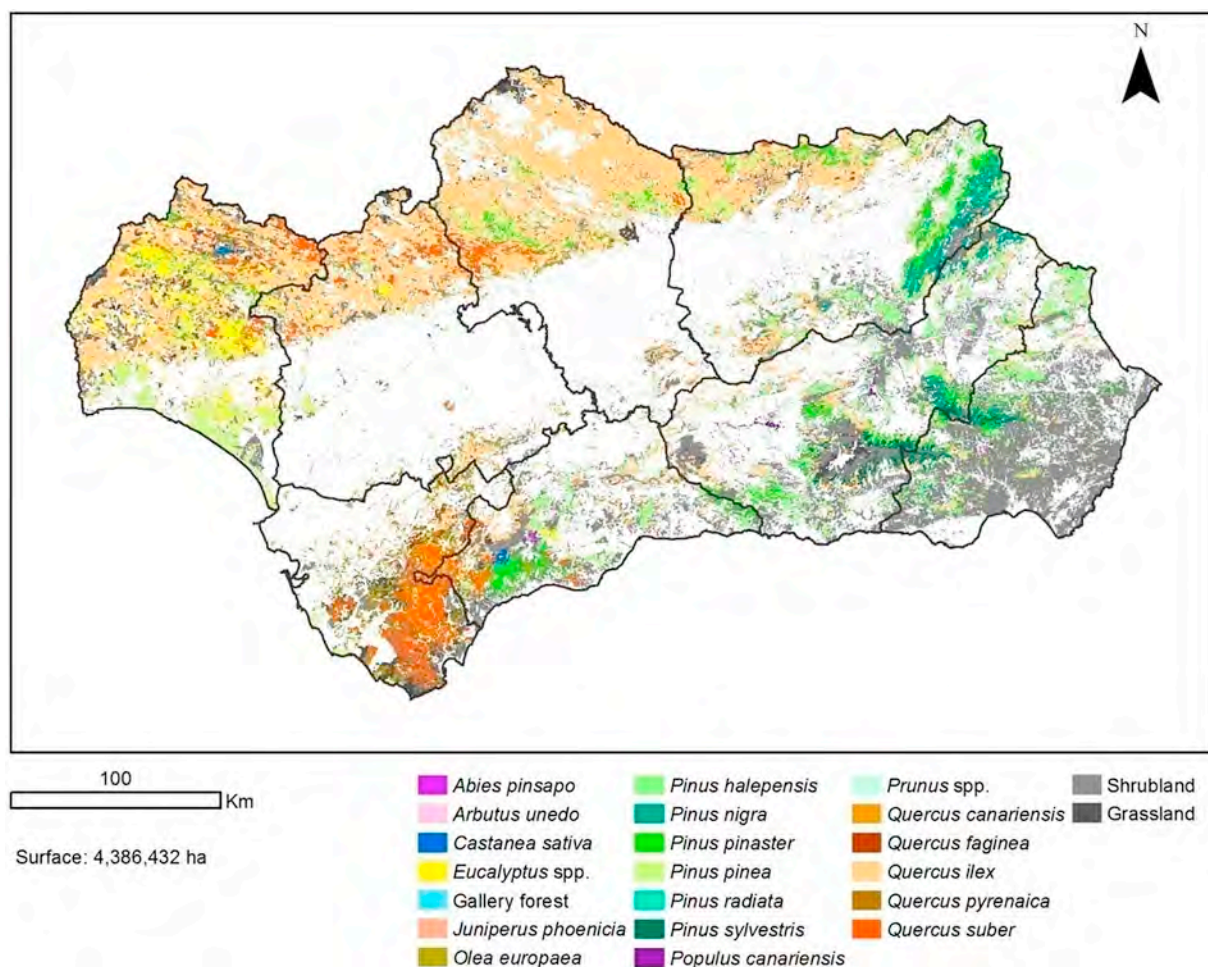 N
100
Km
Surface: 4,386,432 ha
Abies pinsapo
Arbutus unedo
Castanea sativa
Eucalyptus spp.
Gallery forest
Juniperus phoenicia
Olea europaea
Pinus halepensis
Pinus nigra
Pinus pinaster
Pinus pinea
Pinus radiata
Pinus sylvestris
Populus canariensis
Prunus spp.
Quercus canariensis
Quercus faginea
Quercus ilex
Quercus pyrenaica
Quercus suber
Shrubland
Grassland